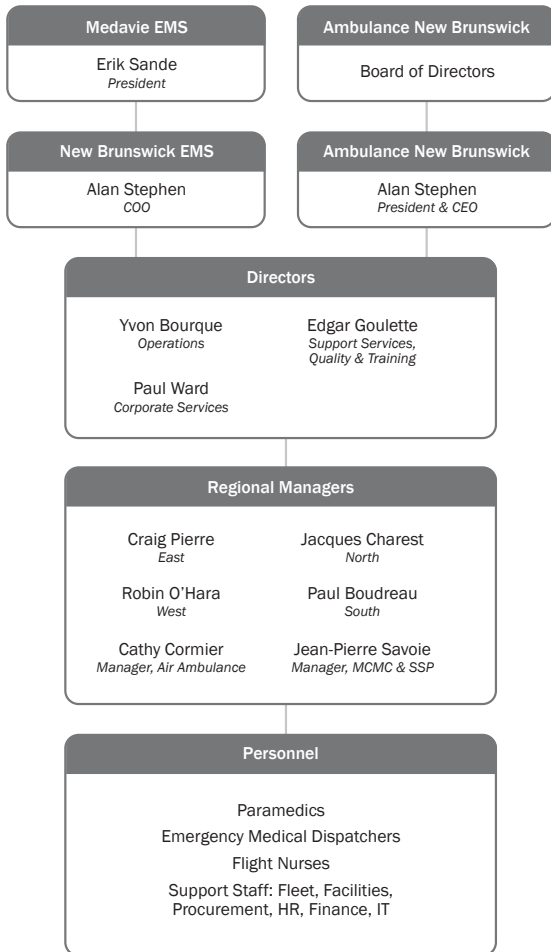 Medavie EMS
Erik Sande
President
Ambulance New Brunswick
Board of Directors
New Brunswick EMS
Alan Stephen
COO
Ambulance New Brunswick
Alan Stephen
President & CEO
Directors
Yvon Bourque
Operations
Edgar Goulette
Support Services,
Quality & Training
Paul Ward
Corporate Services
Regional Managers
Craig Pierre
East
Jacques Charest
North
Robin O'Hara
West
Paul Boudreau
South
Cathy Cormier
Manager, Air Ambulance
Jean-Pierre Savoie
Manager, MCMC & SSP
Personnel
Paramedics
Emergency Medical Dispatchers
Flight Nurses
Support Staff: Fleet, Facilities,
Procurement, HR, Finance, IT